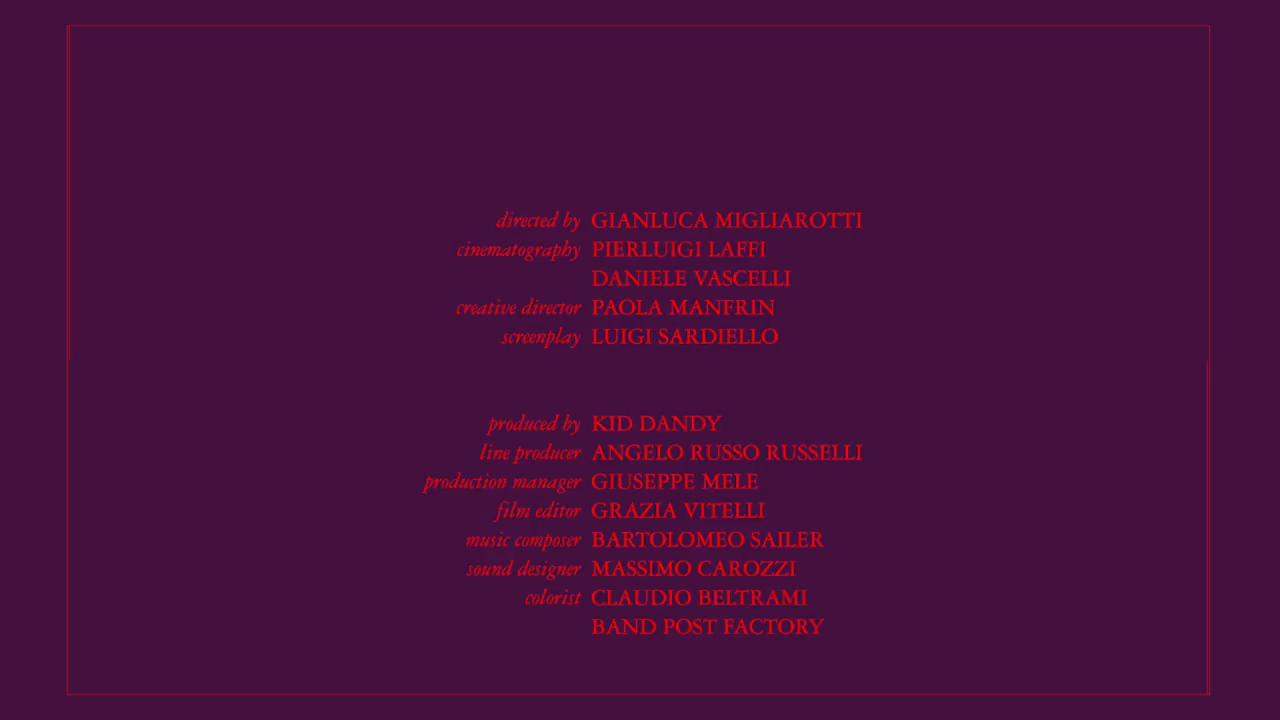 directed by GIANLUCA MIGLIAROTTI
cinematography PIERLUIGI LAFFI
DANIELE VASCELLI
creative director PAOLA MANFRIN
screenplay LUIGI SARDIELLO
produced by KID DANDY
line producer ANGELO RUSSO RUSSELLI
production manager GIUSEPPE MELE
film editor GRAZIA VITELLI
music composer BARTOLOMEO SAILER
sound designer MASSIMO CAROZZI
colorist CLAUDIO BELTRAMI
BAND POST FACTORY